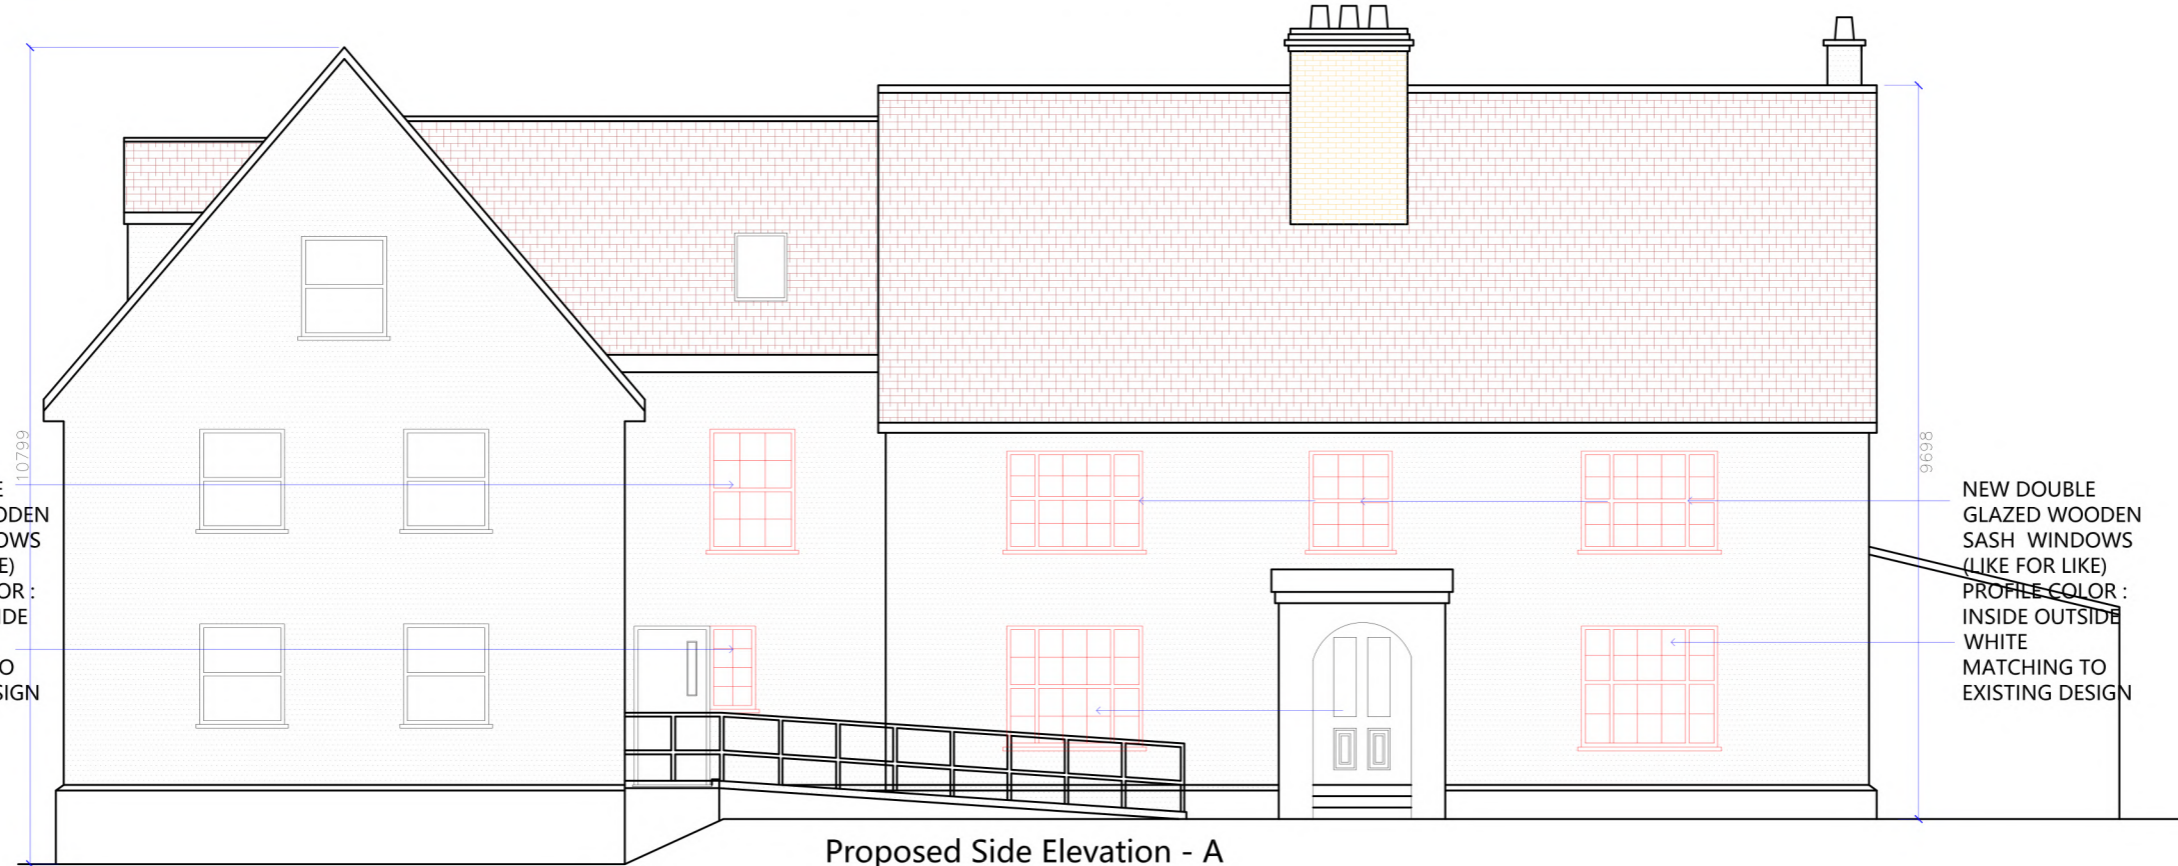 10799
ODEN
OWS
E)
OR :
IDE
O
SIGN
9698
NEW DOUBLE
GLAZED WOODEN
SASH WINDOWS
(LIKE FOR LIKE)
PROFILE COLOR :
INSIDE OUTSIDE
WHITE
MATCHING TO
EXISTING DESIGN
Proposed Side Elevation - A